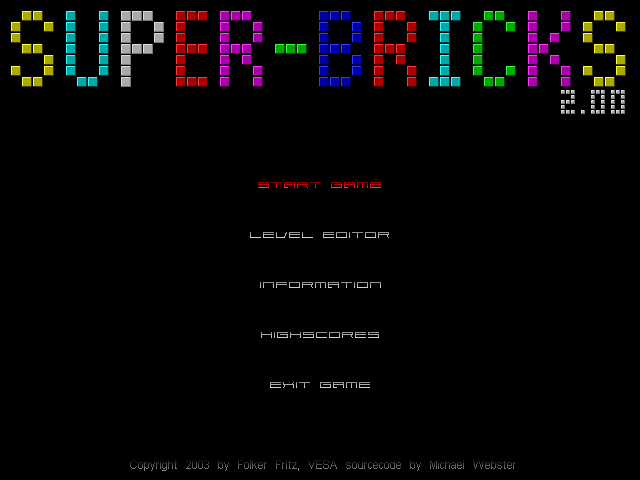 SUPER-BRICKS
2.00
START GAME
LEVEL EDITOR
INFORMATION
HIGHSCORES
EXIT GAME
Copyright 2003 by Folker Fritz, VESA sourcecode by Michael Webster